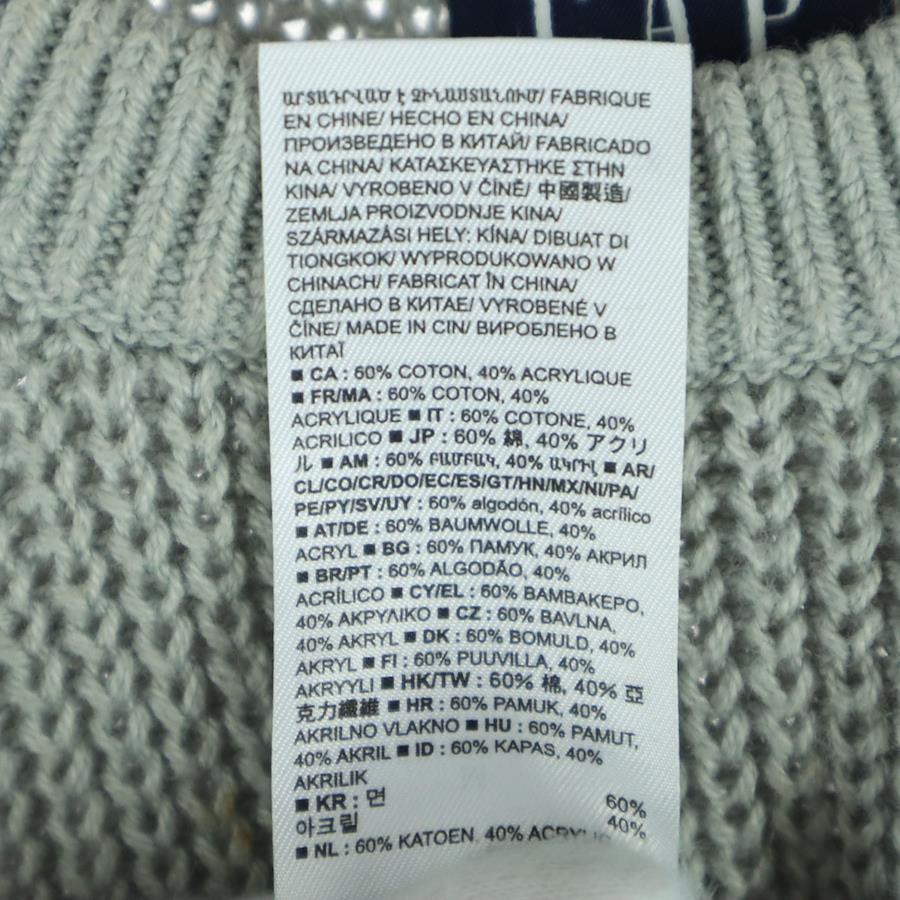 ԱՐՏԱԴՐՎԱԾ Է ՉԻՆԱՍՏԱՆՈՒՄ/ FABRIQUE
EN CHINE/ HECHO EN CHINA/
ПРОИЗВЕДЕНО В КИТАЙ/ FABRICADO
NA CHINA/ ΚΑΤΑΣΚΕΥΑΣΤΗΚΕ ΣΤΗΝ
ΚΙΝΑ/ VYROBENO V ČÍNĚ/ 中國製造/
ZEMLJA PROIZVODNJE KINA/
SZÁRMAZÁSI HELY: KÍNA/ DIBUAT DI
TIONGKOK/ WYPRODUKOWANO W
CHINACH/ FABRICAT ÎN CHINA/
СДЕЛАНО В КИТАЕ/ VYROBENÉ V
ČÍNE/ MADE IN CIN/ ВИРОБЛЕНО В
КИТАЇ
■ CA : 60% COTON, 40% ACRYLIQUE
■ FR/MA : 60% COTON, 40%
ACRYLIQUE ■ IT : 60% COTONE, 40%
ACRILICO ■ JP : 60% 綿, 40% アクリ
ル ■ AM : 60% ԲԱՄԲԱԿ, 40% ԱԿՐԻԼ ■ AR/
CL/CO/CR/DO/EC/ES/GT/HN/MX/NI/PA/
PE/PY/SV/UY : 60% algodón, 40% acrílico
■ AT/DE : 60% BAUMWOLLE, 40%
ACRYL ■ BG : 60% ПАМУК, 40% АКРИЛ
■ BR/PT : 60% ALGODÃO, 40%
ACRÍLICO ■ CY/EL : 60% ΒΑΜΒΑΚΕΡΟ,
40% ΑΚΡΥΛΙΚΟ ■ CZ : 60% BAVLNA,
40% AKRYL ■ DK : 60% BOMULD, 40%
AKRYL ■ FI : 60% PUUVILLA, 40%
AKRYYLI ■ HK/TW : 60% 棉, 40% 亞
克力纖維 ■ HR : 60% PAMUK, 40%
AKRILNO VLAKNO ■ HU : 60% PAMUT,
40% AKRIL ■ ID : 60% KAPAS, 40%
AKRILIK
■ KR : 면 60%
아크릴 40%
■ NL : 60% KATOEN, 40%